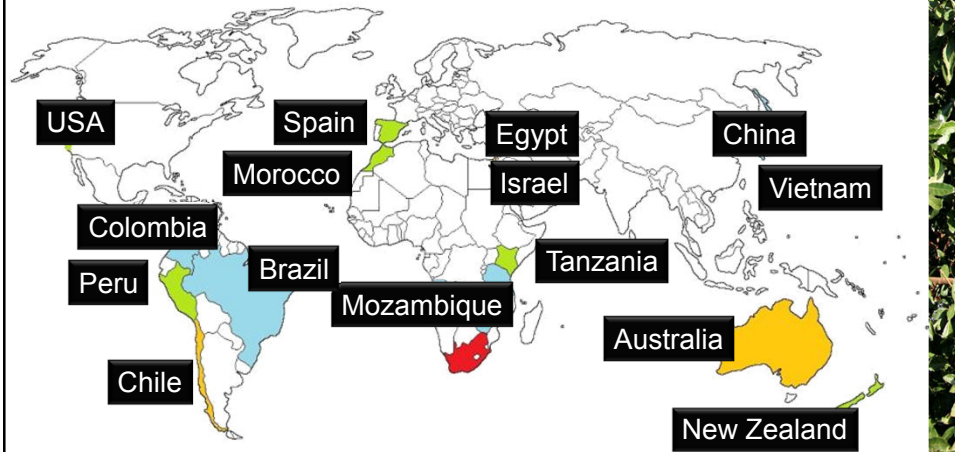 USA
Spain
Egypt
China
Morocco
Israel
Vietnam
Colombia
Peru
Brazil
Tanzania
Mozambique
Australia
Chile
New Zealand